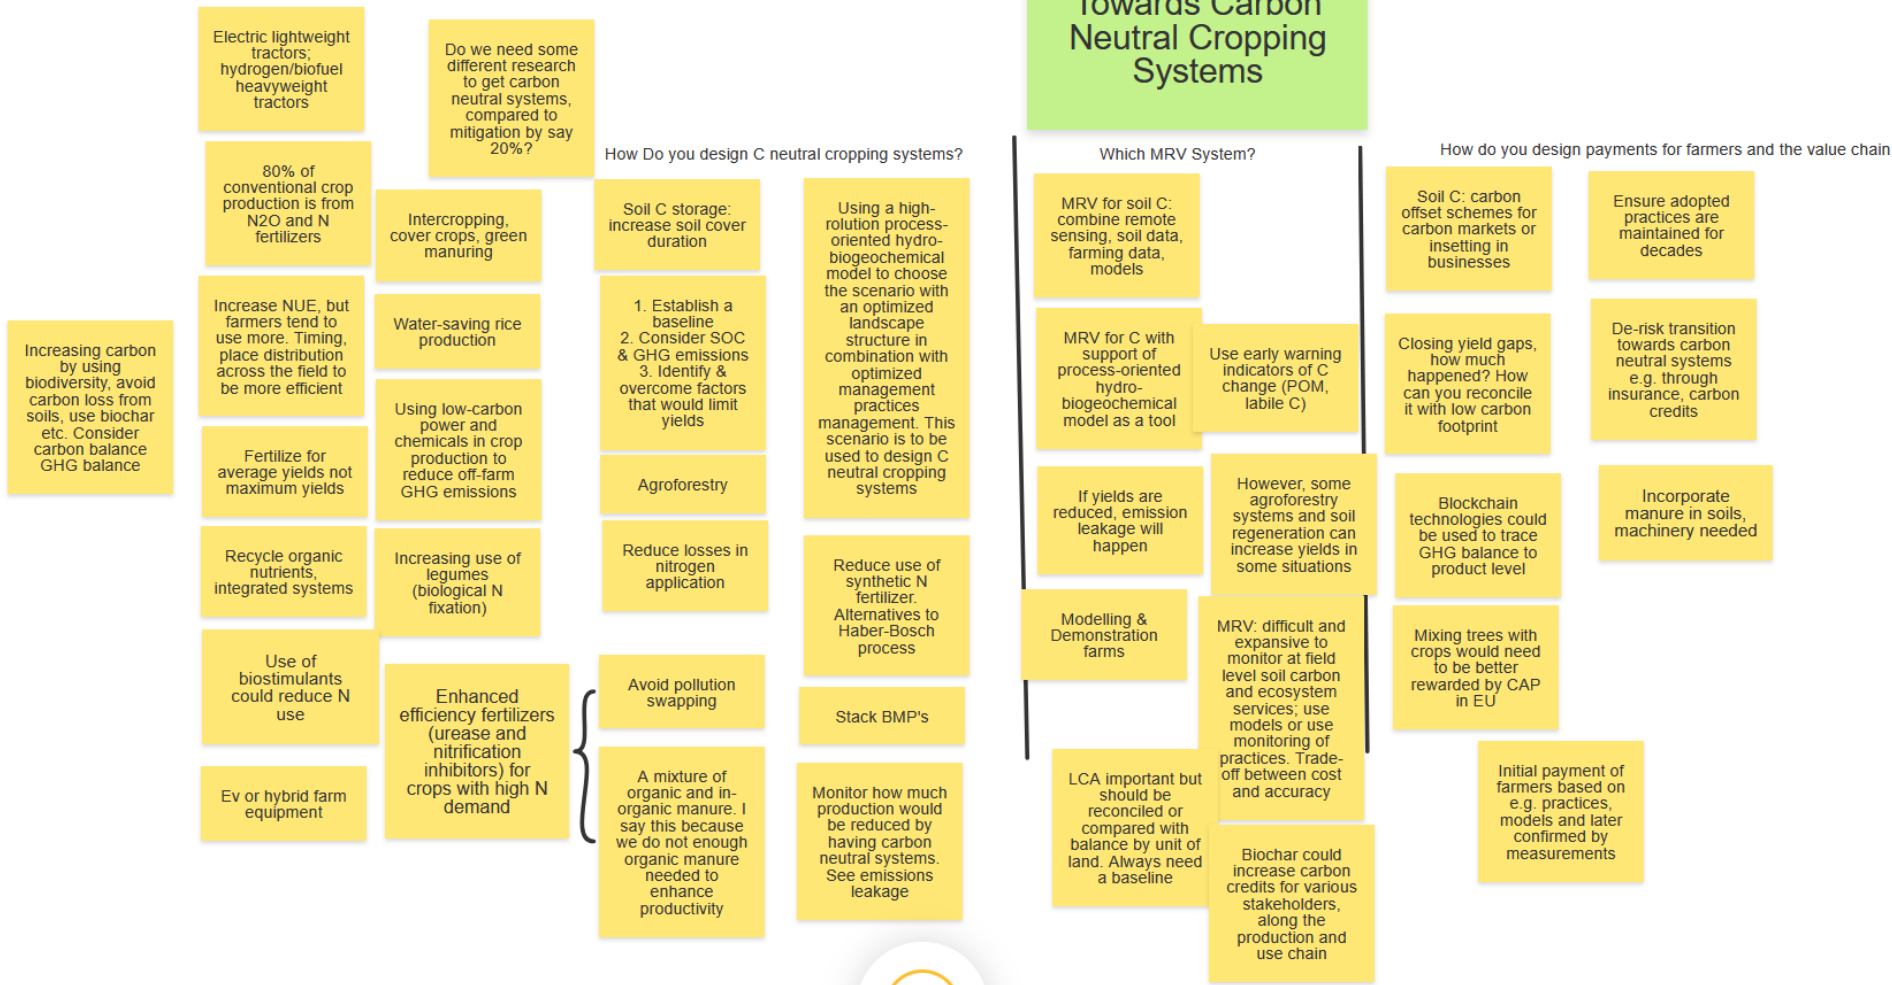 Towards Carbon
Neutral Cropping
Systems
Electric lightweight
tractors;
hydrogen/biofuel
heavyweight
tractors
Do we need some
different research
to get carbon
neutral systems,
compared to
mitigation by say
20%?
80% of
conventional crop
production is from
N2O and N
fertilizers
Intercropping,
cover crops, green
manuring
Increase NUE, but
farmers tend to
use more. Timing,
place distribution
across the field to
be more efficient
Water-saving rice
production
Increasing carbon
by using
biodiversity, avoid
carbon loss from
soils, use biochar
etc. Consider
carbon balance
GHG balance
Using low-carbon
power and
chemicals in crop
production to
reduce off-farm
GHG emissions
Fertilize for
average yields not
maximum yields
Recycle organic
nutrients,
integrated systems
Increasing use of
legumes
(biological N
fixation)
Use of
biostimulants
could reduce N
use
Enhanced
efficiency fertilizers
(urease and
nitrification
inhibitors) for
crops with high N
demand
Ev or hybrid farm
equipment
How Do you design C neutral cropping systems?
Soil C storage:
increase soil cover
duration
1. Establish a
baseline
2. Consider SOC
& GHG emissions
3. Identify &
overcome factors
that would limit
yields
Agroforestry
Reduce losses in
nitrogen
application
Avoid pollution
swapping
A mixture of
organic and in-
organic manure. I
say this because
we do not enough
organic manure
needed to
enhance
productivity
Using a high-
rolution process-
oriented hydro-
biogeochemical
model to choose
the scenario with
an optimized
landscape
structure in
combination with
optimized
management
practices
management. This
scenario is to be
used to design C
neutral cropping
systems
Reduce use of
synthetic N
fertilizer.
Alternatives to
Haber-Bosch
process
Stack BMP's
Monitor how much
production would
be reduced by
having carbon
neutral systems.
See emissions
leakage
Which MRV System?
MRV for soil C:
combine remote
sensing, soil data,
farming data,
models
MRV for C with
support of
process-oriented
hydro-
biogeochemical
model as a tool
Use early warning
indicators of C
change (POM,
labile C)
If yields are
reduced, emission
leakage will
happen
However, some
agroforestry
systems and soil
regeneration can
increase yields in
some situations
Modelling &
Demonstration
farms
MRV: difficult and
expansive to
monitor at field
level soil carbon
and ecosystem
services; use
models or use
monitoring of
practices. Trade-
off between cost
and accuracy
LCA important but
should be
reconciled or
compared with
balance by unit of
land. Always need
a baseline
Biochar could
increase carbon
credits for various
stakeholders,
along the
production and
use chain
How do you design payments for farmers and the value chain
Soil C: carbon
offset schemes for
carbon markets or
insetting in
businesses
Ensure adopted
practices are
maintained for
decades
Closing yield gaps,
how much
happened? How
can you reconcile
it with low carbon
footprint
De-risk transition
towards carbon
neutral systems
e.g. through
insurance, carbon
credits
Blockchain
technologies could
be used to trace
GHG balance to
product level
Incorporate
manure in soils,
machinery needed
Mixing trees with
crops would need
to be better
rewarded by CAP
in EU
Initial payment of
farmers based on
e.g. practices,
models and later
confirmed by
measurements